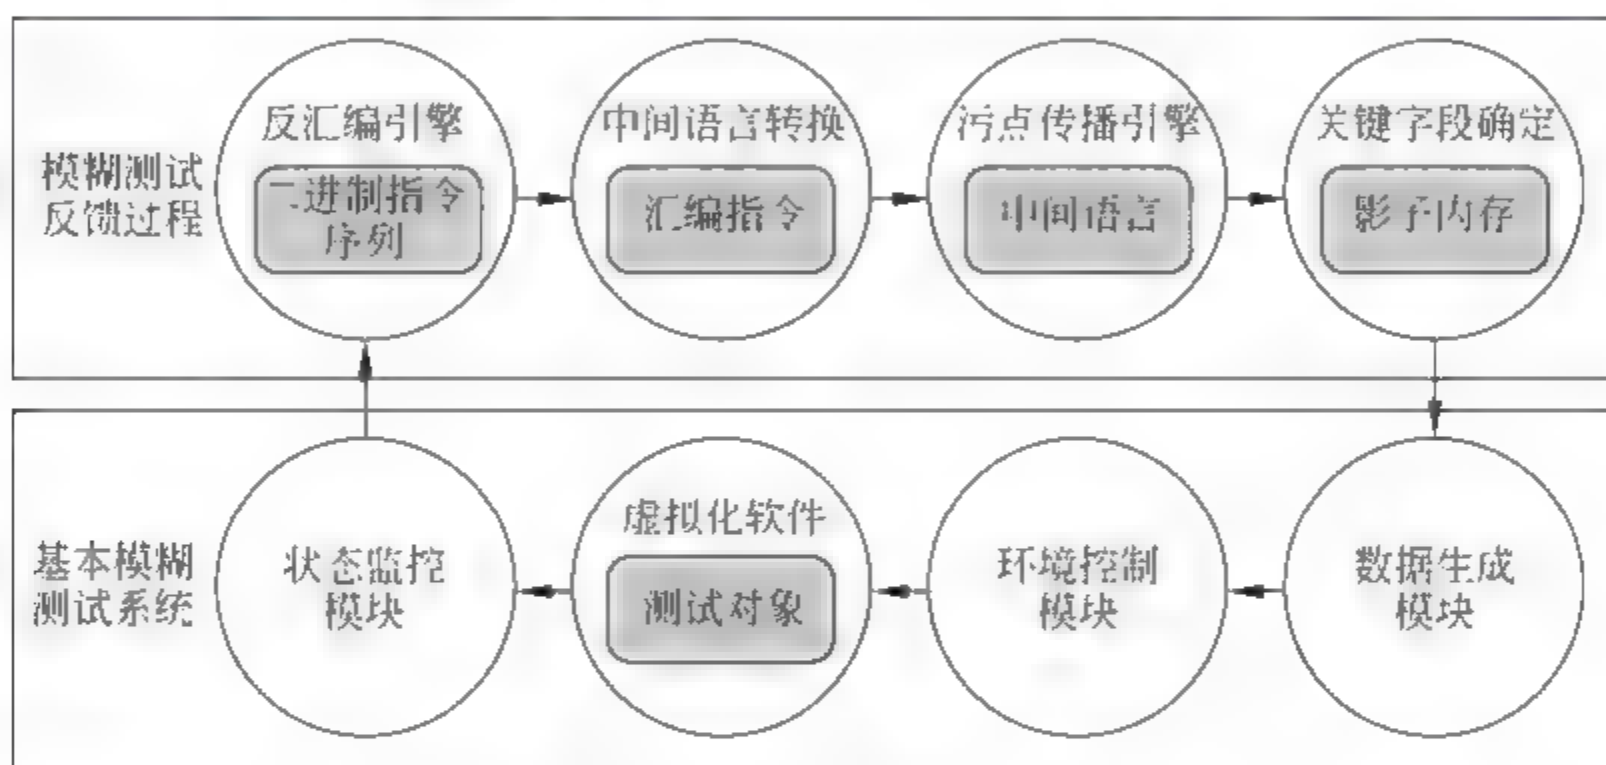 模糊测试
反馈过程
反汇编引擎
二进制指令
序列
中间语言转换
汇编指令
污点传播引擎
中间语言
关键字段确定
影子内存
基本模糊
测试系统
状态监控
模块
虚拟化软件
测试对象
环境控制
模块
数据生成
模块